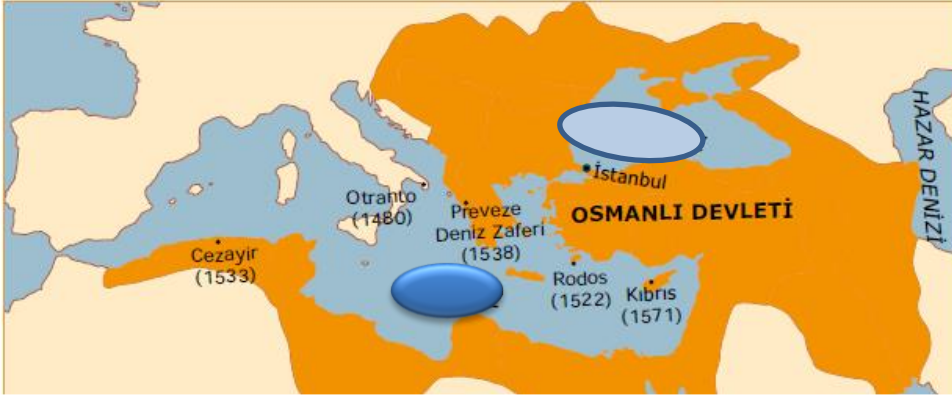 HAZAR DENİZİ
İstanbul
Otranto
(1480)
Preveze
Deniz Zaferi
(1538)
OSMANLI DEVLETİ
Cezayir
(1533)
Rodos
(1522)
Kıbrıs
(1571)